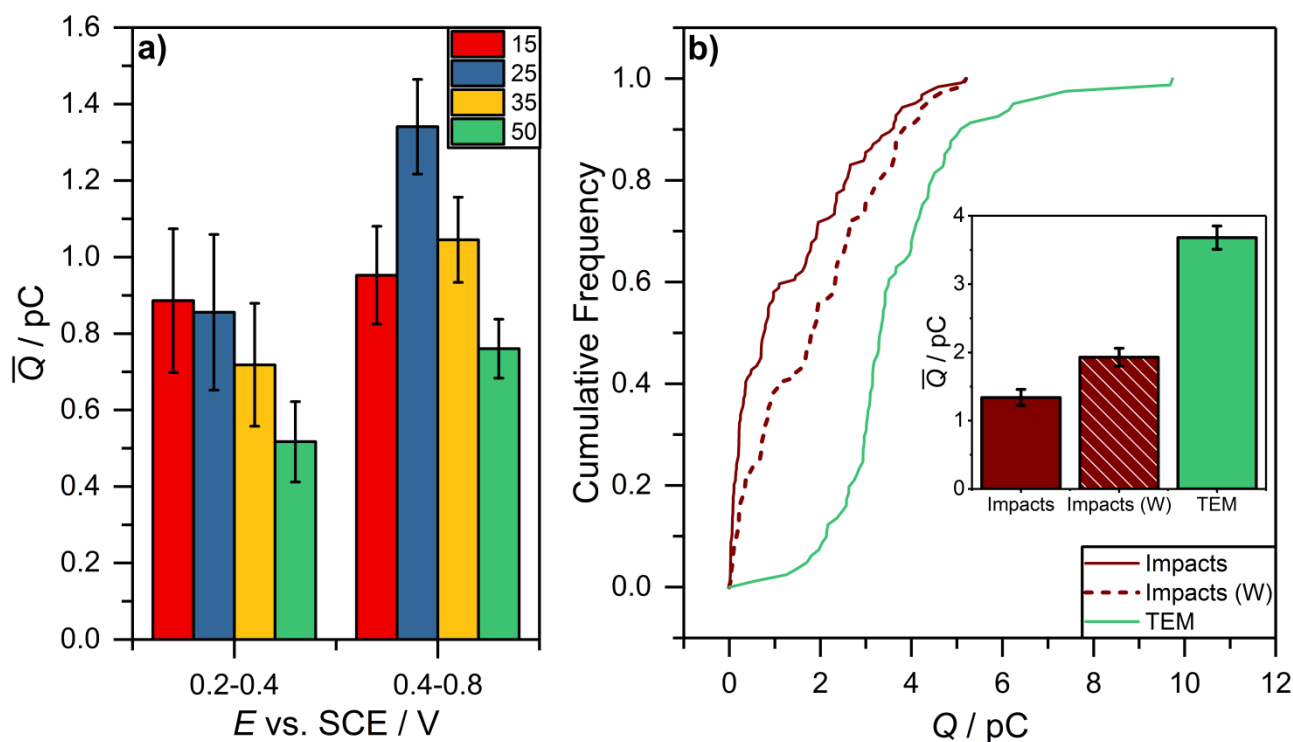 a)
15
25
35
50
1.6
1.4
1.2
1.0
0.8
0.6
0.4
0.2
0.0
Q̅ / pC
0.2-0.4
0.4-0.8
E vs. SCE / V
b)
1.0
0.8
0.6
0.4
0.2
0.0
Cumulative Frequency
4
3
2
1
0
Q̅ / pC
Impacts
Impacts (W)
TEM
Impacts
Impacts (W)
TEM
0
2
4
6
8
10
12
Q / pC